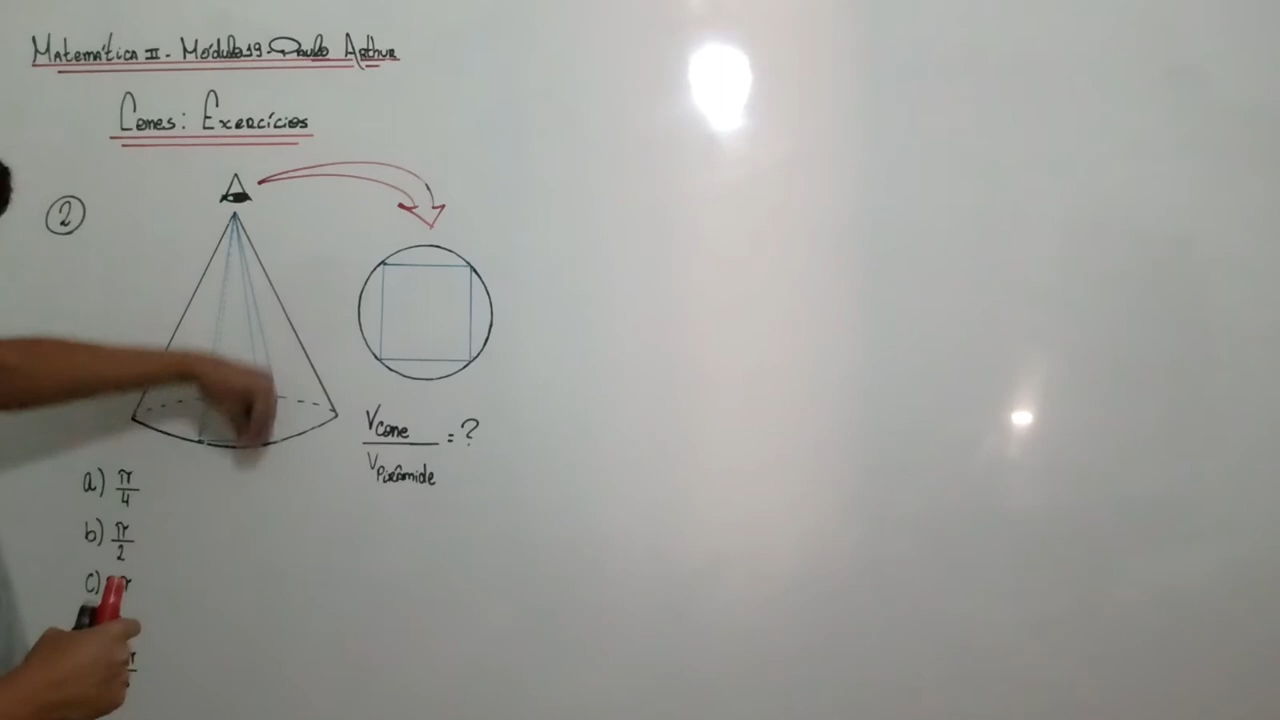 Matemática II - Módulo 19 - Paulo Arthur
Cones: Exercícios
2
V cone / V pirâmide = ?
a) π/4
b) π/2
c)